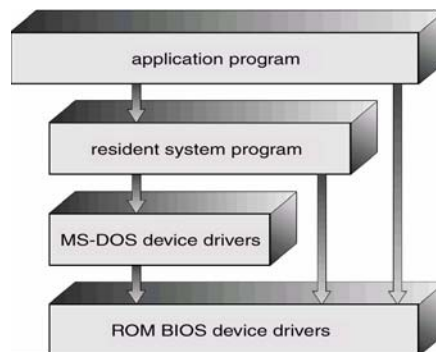 application program
resident system program
MS-DOS device drivers
ROM BIOS device drivers